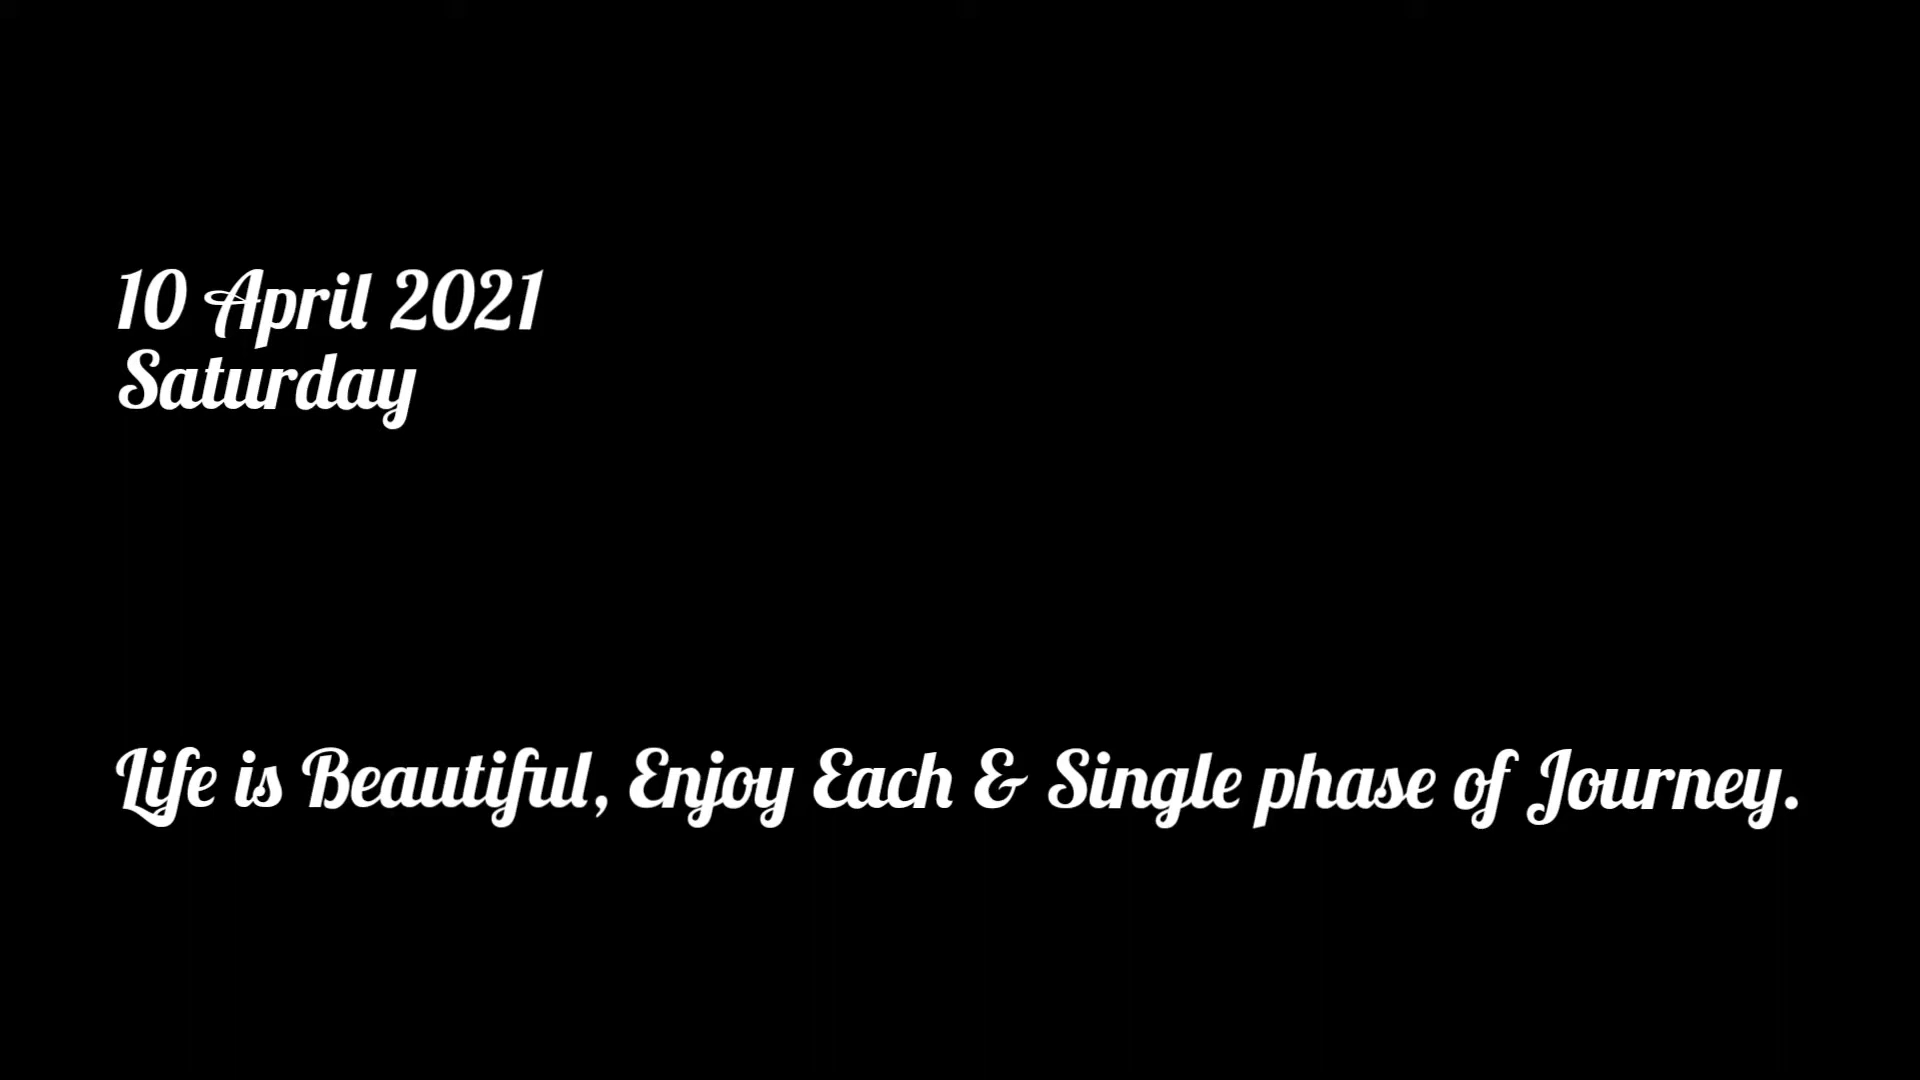 10 April 2021
Saturday
Life is Beautiful, Enjoy Each & Single phase of Journey.